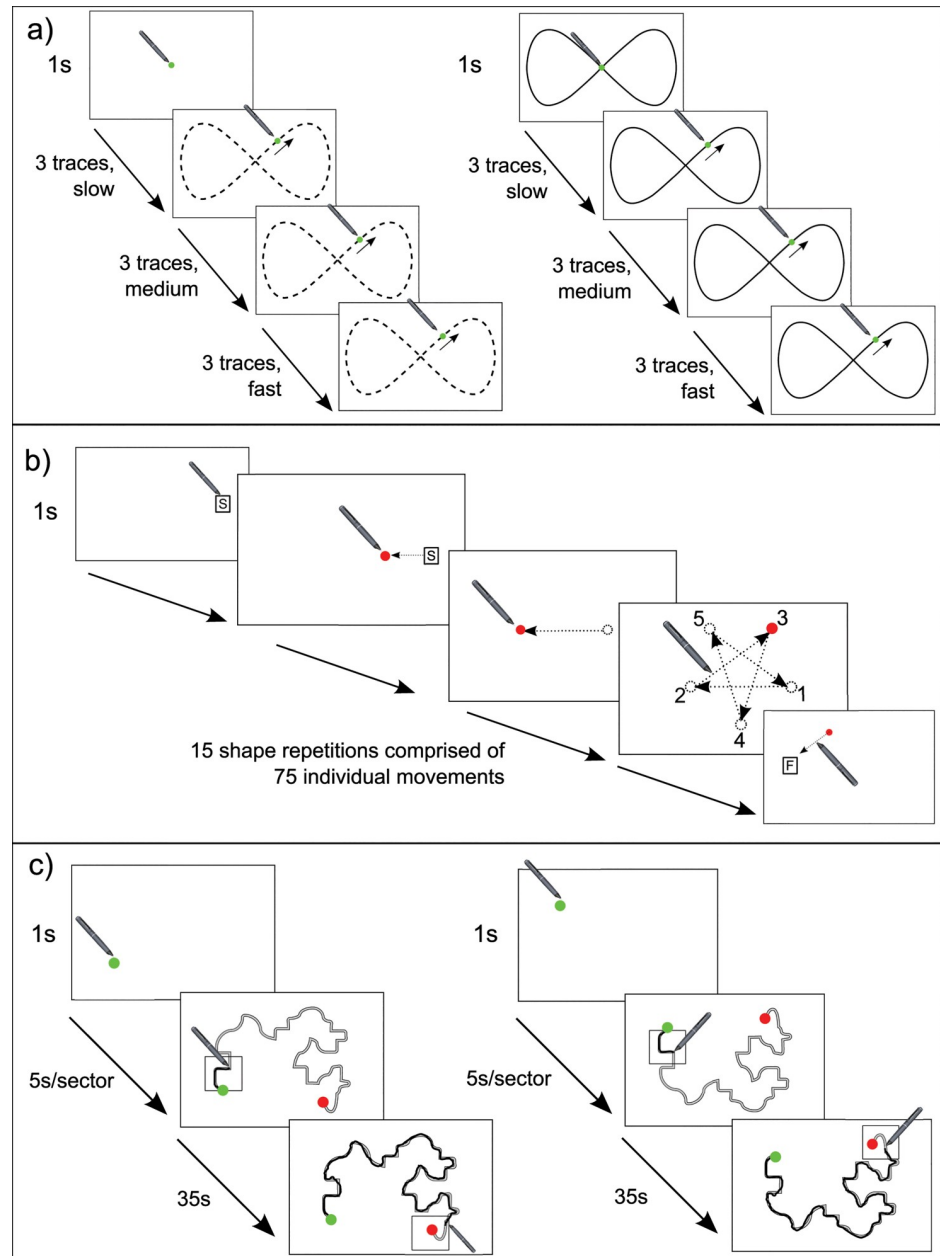 a)
1s
3 traces,
slow
3 traces,
medium
3 traces,
fast
3 traces,
slow
3 traces,
medium
3 traces,
fast
b)
1s
S
S
5
3
2
1
4
15 shape repetitions comprised of
75 individual movements
F
c)
1s
5s/sector
35s
1s
5s/sector
35s